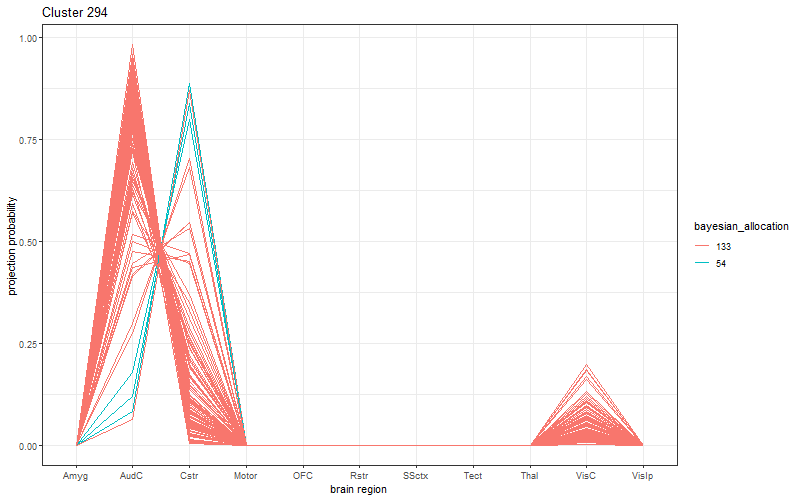 Cluster 294
1.00
0.75
0.50
0.25
0.00
projection probability
Amyg AudC Cstr Motor OFC Rstr SSctx Tect Thal VisC VisIp
brain region
bayesian_allocation
133
54